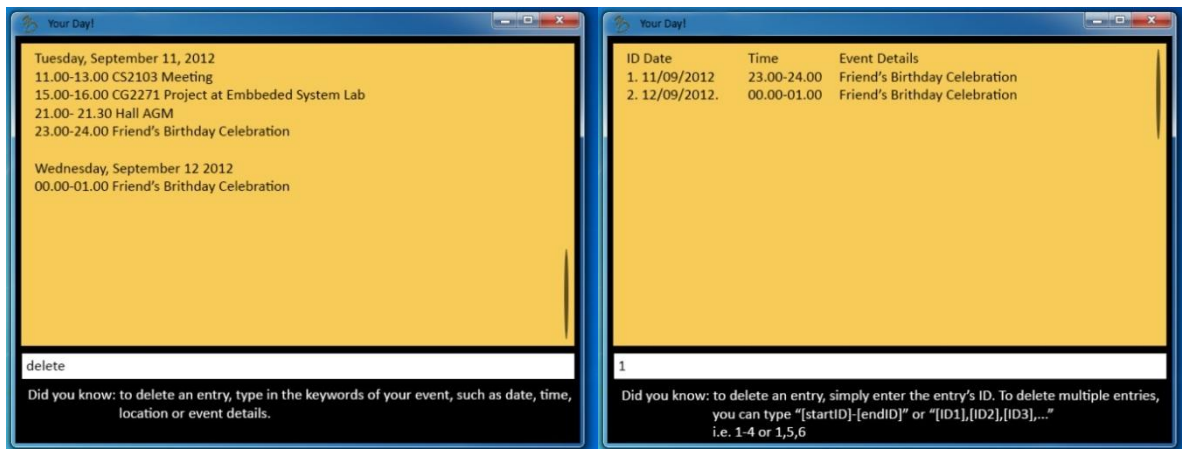 Your Day!
Tuesday, September 11, 2012
11.00-13.00 CS2103 Meeting
15.00-16.00 CG2271 Project at Embbeded System Lab
21.00- 21.30 Hall AGM
23.00-24.00 Friend's Birthday Celebration
Wednesday, September 12 2012
00.00-01.00 Friend's Brithday Celebration
delete
Did you know: to delete an entry, type in the keywords of your event, such as date, time,
location or event details.
Your Day!
ID Date Time Event Details
1. 11/09/2012 23.00-24.00 Friend's Birthday Celebration
2. 12/09/2012. 00.00-01.00 Friend's Brithday Celebration
1
Did you know: to delete an entry, simply enter the entry's ID. To delete multiple entries,
you can type "[startID]-[endID]" or "[ID1],[ID2],[ID3],..."
i.e. 1-4 or 1,5,6